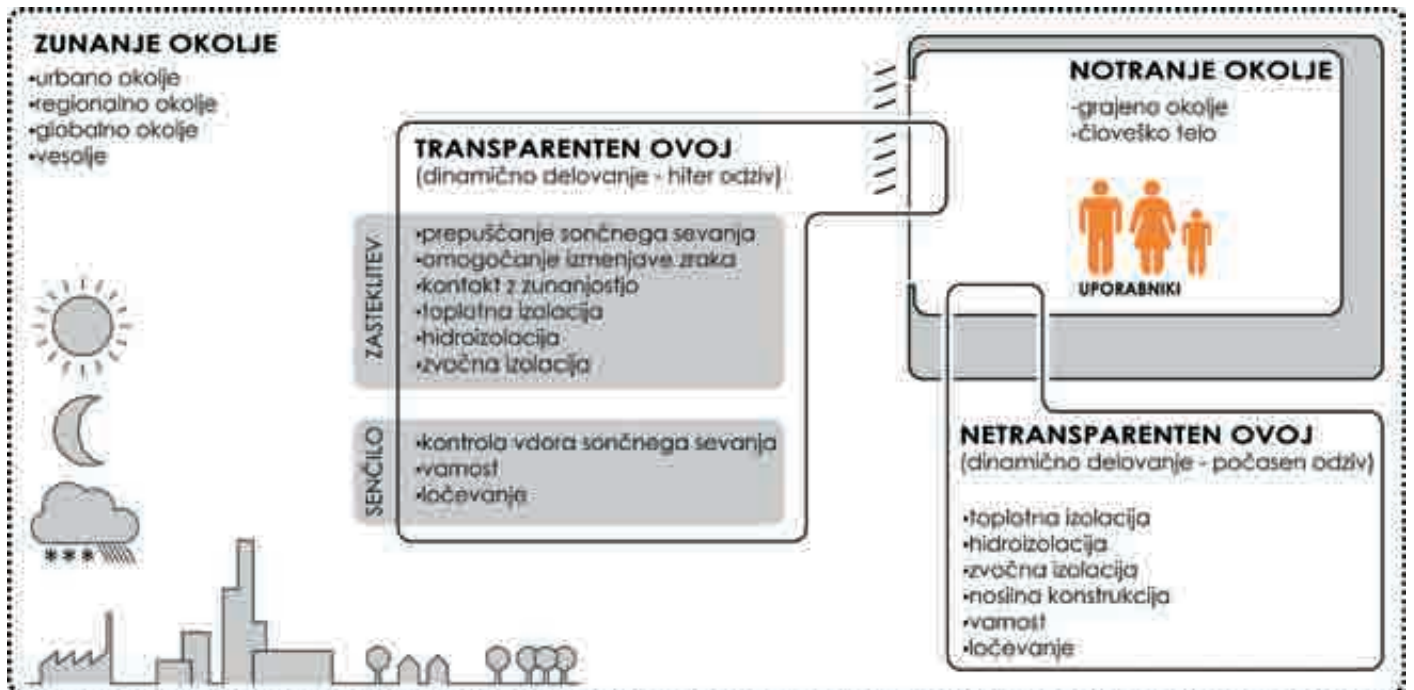 ZUNANJE OKOLJE
•urbano okolje
•regionalno okolje
•globalno okolje
•vesolje
TRANSPARENTEN OVOJ
(dinamično delovanje - hiter odziv)
ZASTEKLITEV
•prepuščanje sončnega sevanja
•omogočanje izmenjave zraka
•kontakt z zunanjostjo
•toplotna izolacija
•hidroizolacija
•zvočna izolacija
SENČILO
•kontrola vdora sončnega sevanja
•varnost
•ločevanje
NOTRANJE OKOLJE
-grajeno okolje
-človeško telo
UPORABNIKI
NETRANSPARENTEN OVOJ
(dinamično delovanje - počasen odziv)
•toplotna izolacija
•hidroizolacija
•zvočna izolacija
•nosilna konstrukcija
•varnost
•ločevanje